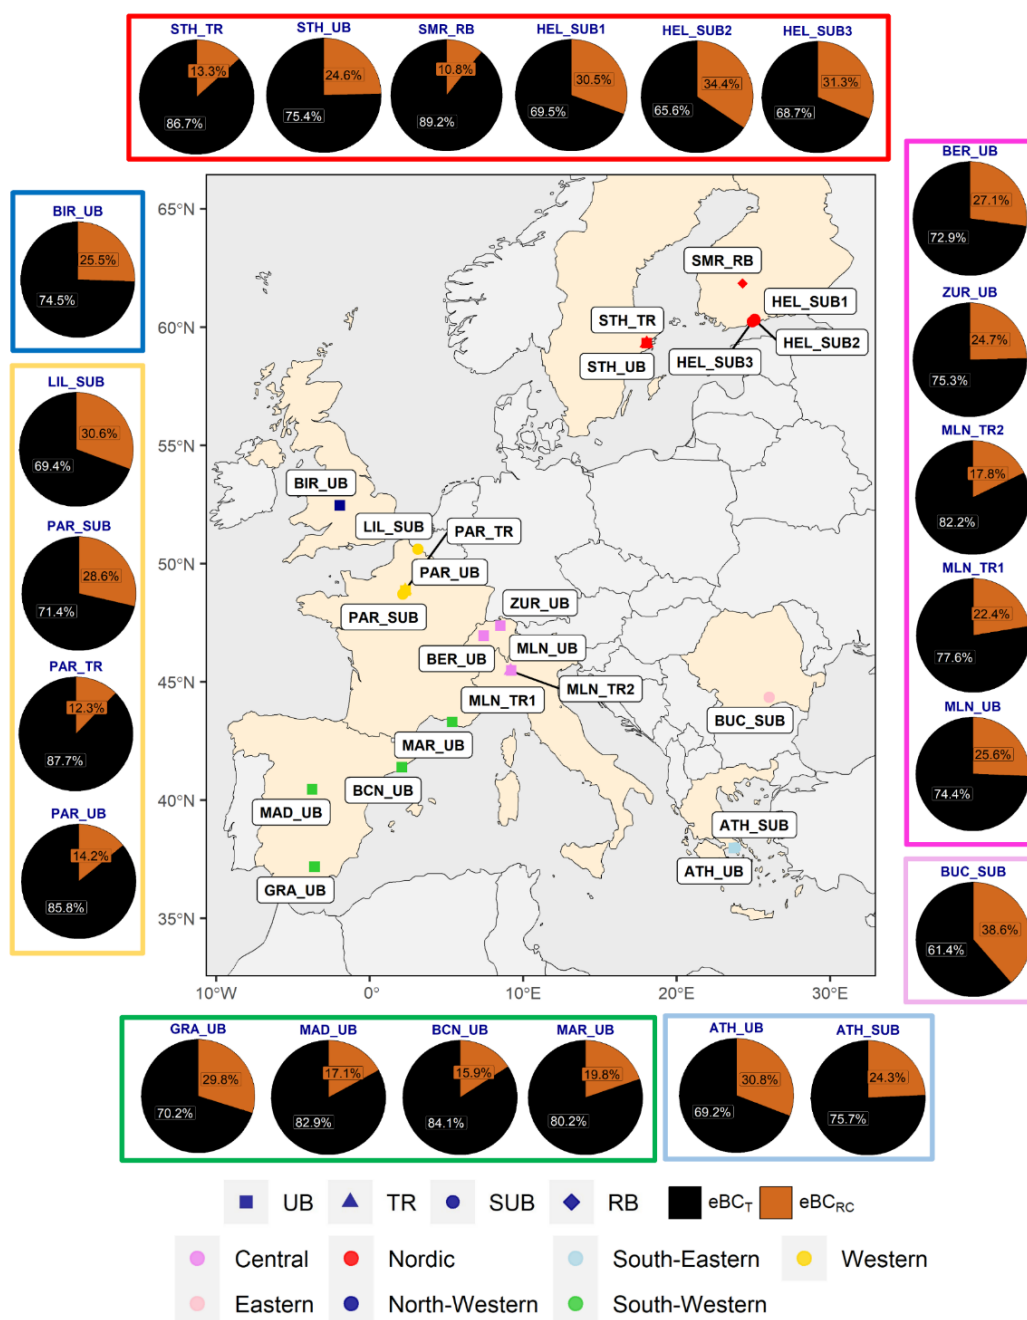 STH_TR STH_UB SMR_RB HEL_SUB1 HEL_SUB2 HEL_SUB3
13.3% 24.6% 10.8% 30.5% 34.4% 31.3%
86.7% 75.4% 89.2% 69.5% 65.6% 68.7%
BIR_UB
25.5%
74.5%
LIL_SUB
30.6%
69.4%
PAR_SUB
28.6%
71.4%
PAR_TR
12.3%
87.7%
PAR_UB
14.2%
85.8%
65°N
60°N
55°N
50°N
45°N
40°N
35°N
SMR_RB
HEL_SUB1
STH_TR
HEL_SUB2
STH_UB
HEL_SUB3
BIR_UB
LIL_SUB
PAR_TR
PAR_UB
PAR_SUB
ZUR_UB
BER_UB
MLN_UB
MLN_TR2
MLN_TR1
BUC_SUB
MAR_UB
BCN_UB
MAD_UB
ATH_SUB
ATH_UB
GRA_UB
10°W 0° 10°E 20°E 30°E
BER_UB
27.1%
72.9%
ZUR_UB
24.7%
75.3%
MLN_TR2
17.8%
82.2%
MLN_TR1
22.4%
77.6%
MLN_UB
25.6%
74.4%
BUC_SUB
38.6%
61.4%
GRA_UB MAD_UB BCN_UB MAR_UB
29.8% 17.1% 15.9% 19.8%
70.2% 82.9% 84.1% 80.2%
ATH_UB ATH_SUB
30.8% 24.3%
69.2% 75.7%
UB TR SUB RB eBCT eBCRC
Central Nordic South-Eastern Western
Eastern North-Western South-Western